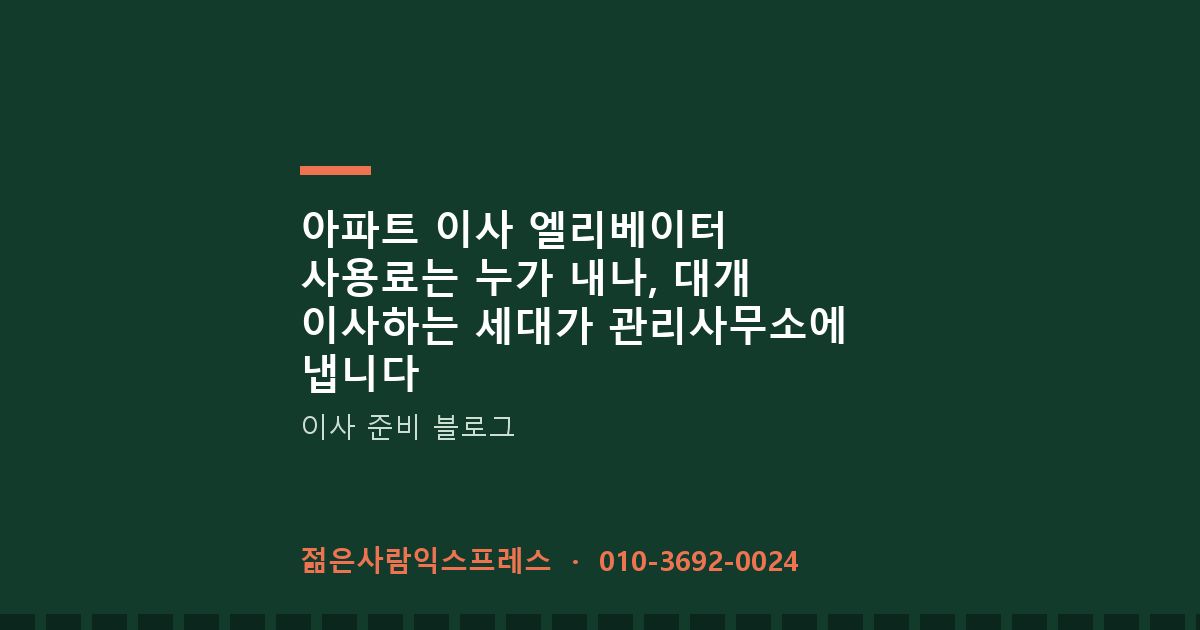 아파트 이사 엘리베이터
사용료는 누가 내나, 대개
이사하는 세대가 관리사무소에
냅니다
이사 준비 블로그
젊은사람익스프레스 · 010-3692-0024